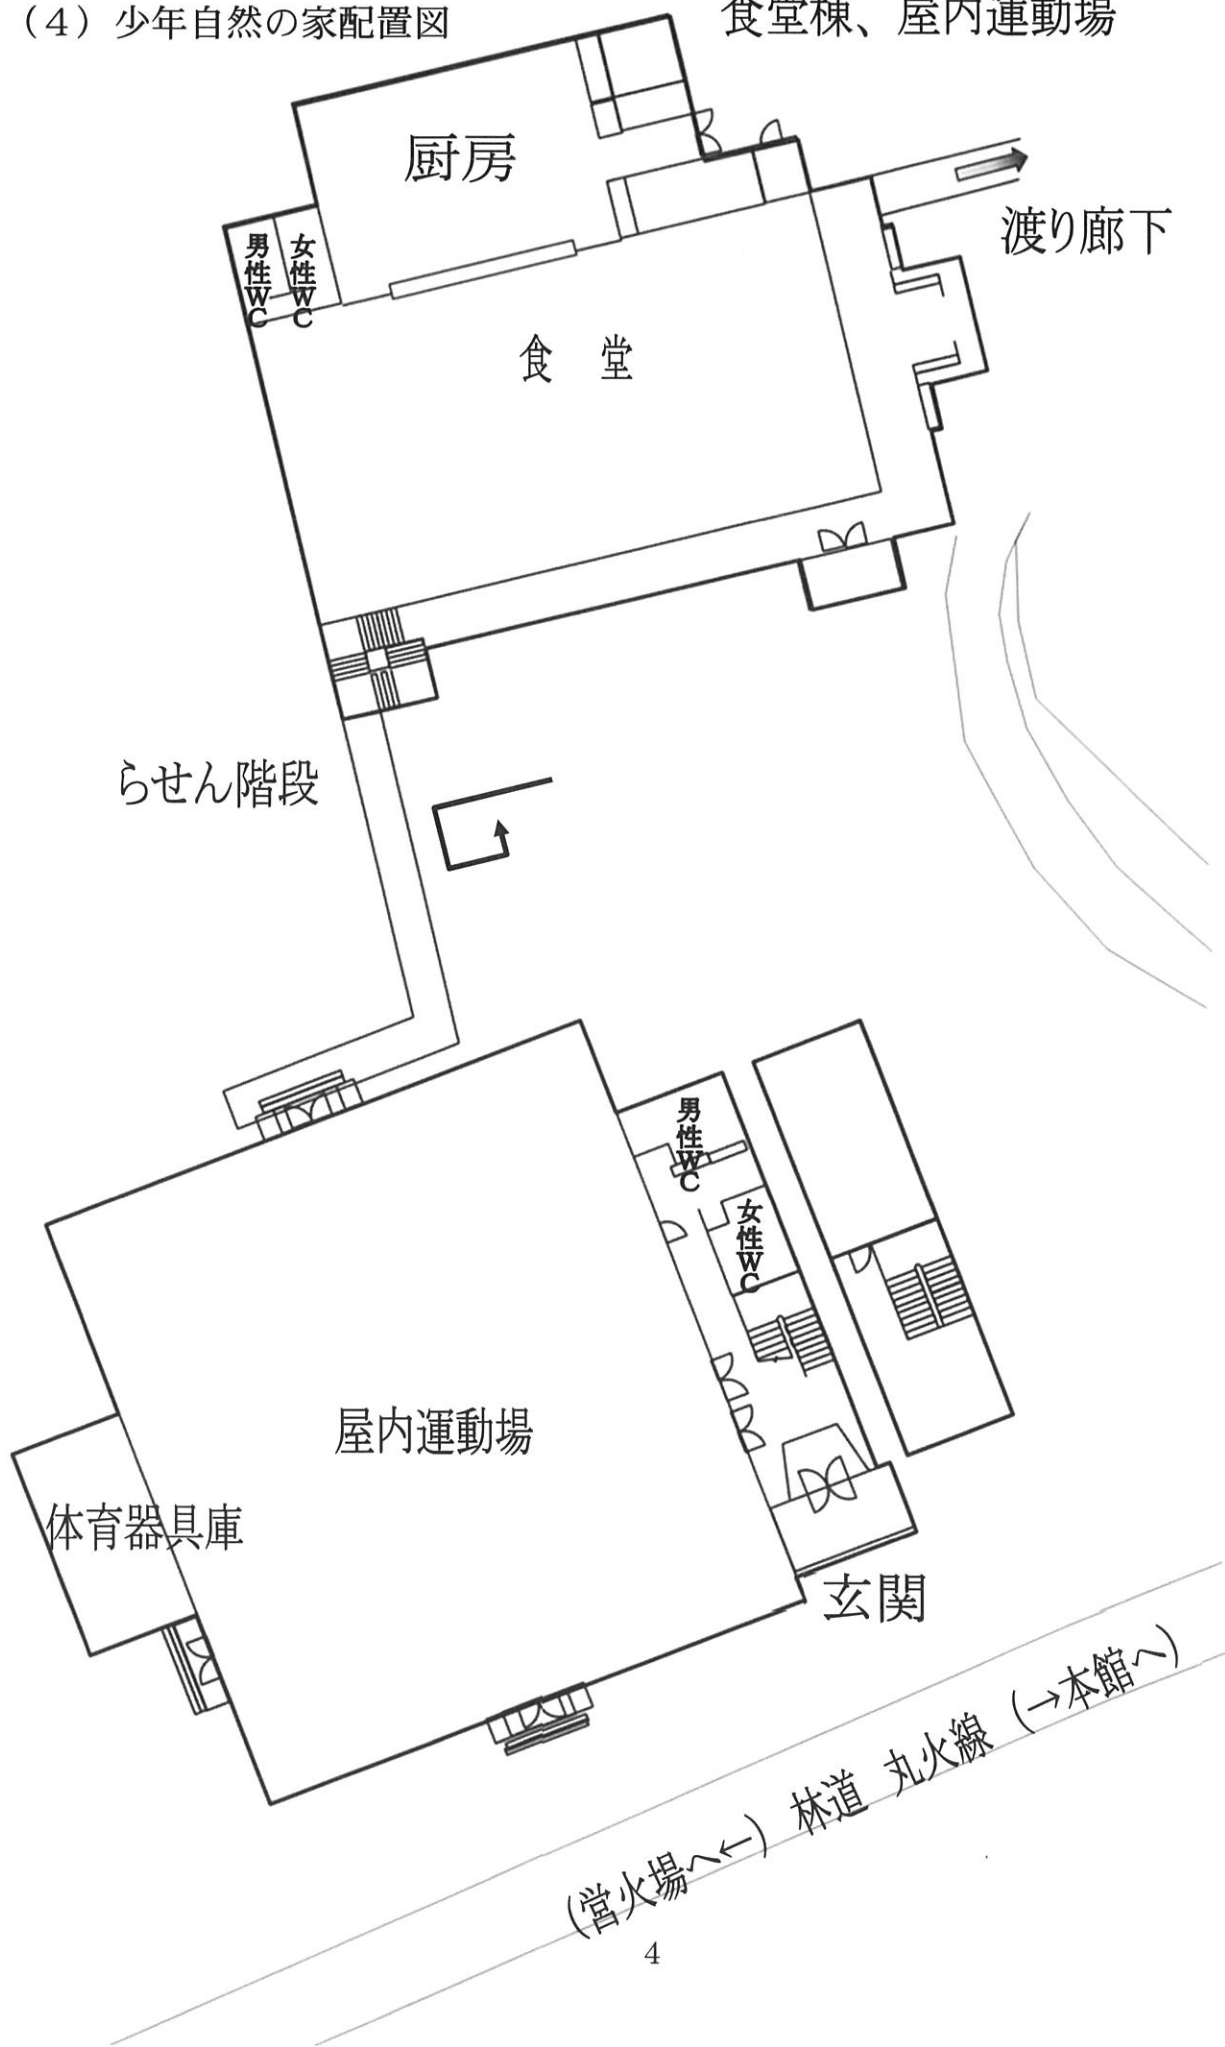 （４）少年自然の家配置図
食堂棟、屋内運動場
厨房
渡り廊下
男性WC
女性WC
食 堂
らせん階段
男性WC
女性WC
屋内運動場
体育器具庫
玄関
（営火場へ←）林道 丸火線（→本館へ）
4